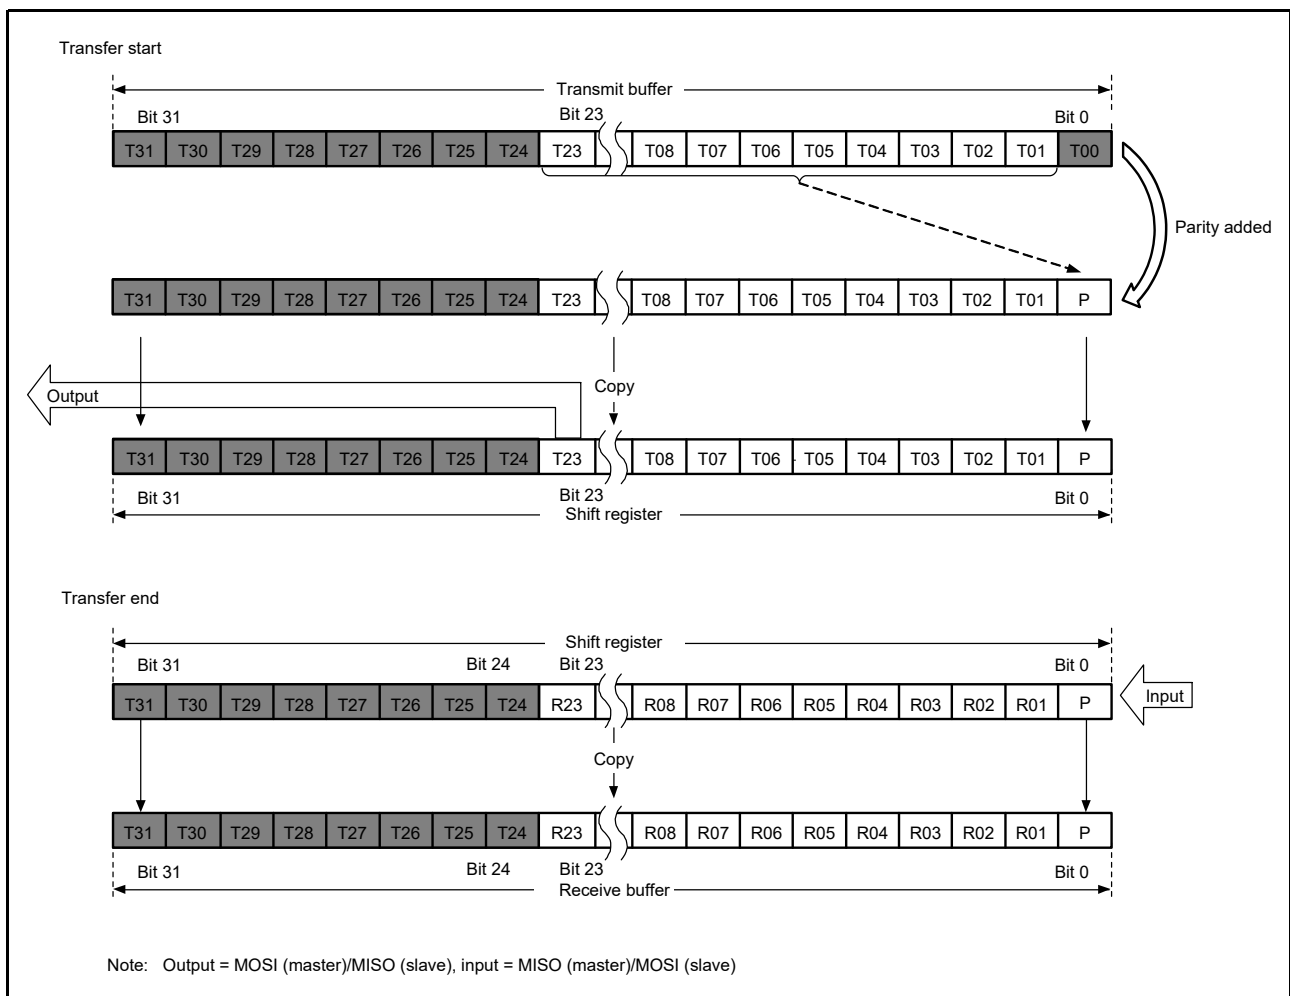 Transfer start
Transmit buffer
Bit 31 Bit 23 Bit 0
T31 T30 T29 T28 T27 T26 T25 T24 T23 T08 T07 T06 T05 T04 T03 T02 T01 T00
Parity added
T31 T30 T29 T28 T27 T26 T25 T24 T23 T08 T07 T06 T05 T04 T03 T02 T01 P
Output
Copy
T31 T30 T29 T28 T27 T26 T25 T24 T23 T08 T07 T06 T05 T04 T03 T02 T01 P
Bit 31 Bit 23 Bit 0
Shift register
Transfer end
Shift register
Bit 31 Bit 24 Bit 23 Bit 0
T31 T30 T29 T28 T27 T26 T25 T24 R23 R08 R07 R06 R05 R04 R03 R02 R01 P
Input
Copy
T31 T30 T29 T28 T27 T26 T25 T24 R23 R08 R07 R06 R05 R04 R03 R02 R01 P
Bit 31 Bit 24 Bit 23 Bit 0
Receive buffer
Note: Output = MOSI (master)/MISO (slave), input = MISO (master)/MOSI (slave)